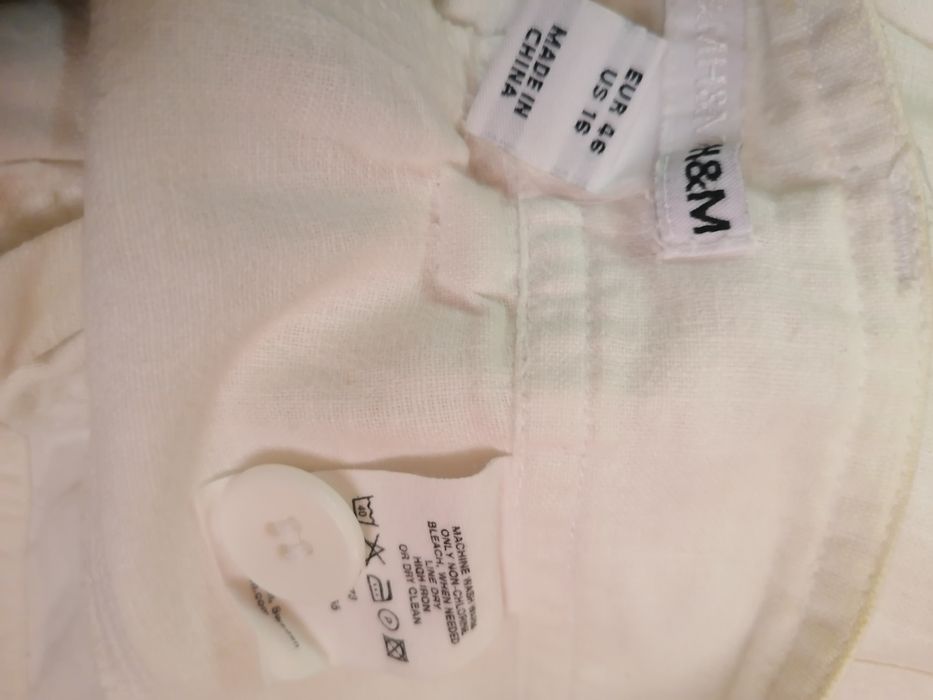 H&M
H&M
EUR 46
US 16
MADE IN
CHINA
MACHINE WASH WARM
ONLY NON-CHLORINE
BLEACH, WHEN NEEDED
LINE DRY
HIGH IRON
OR DRY CLEAN
40
P